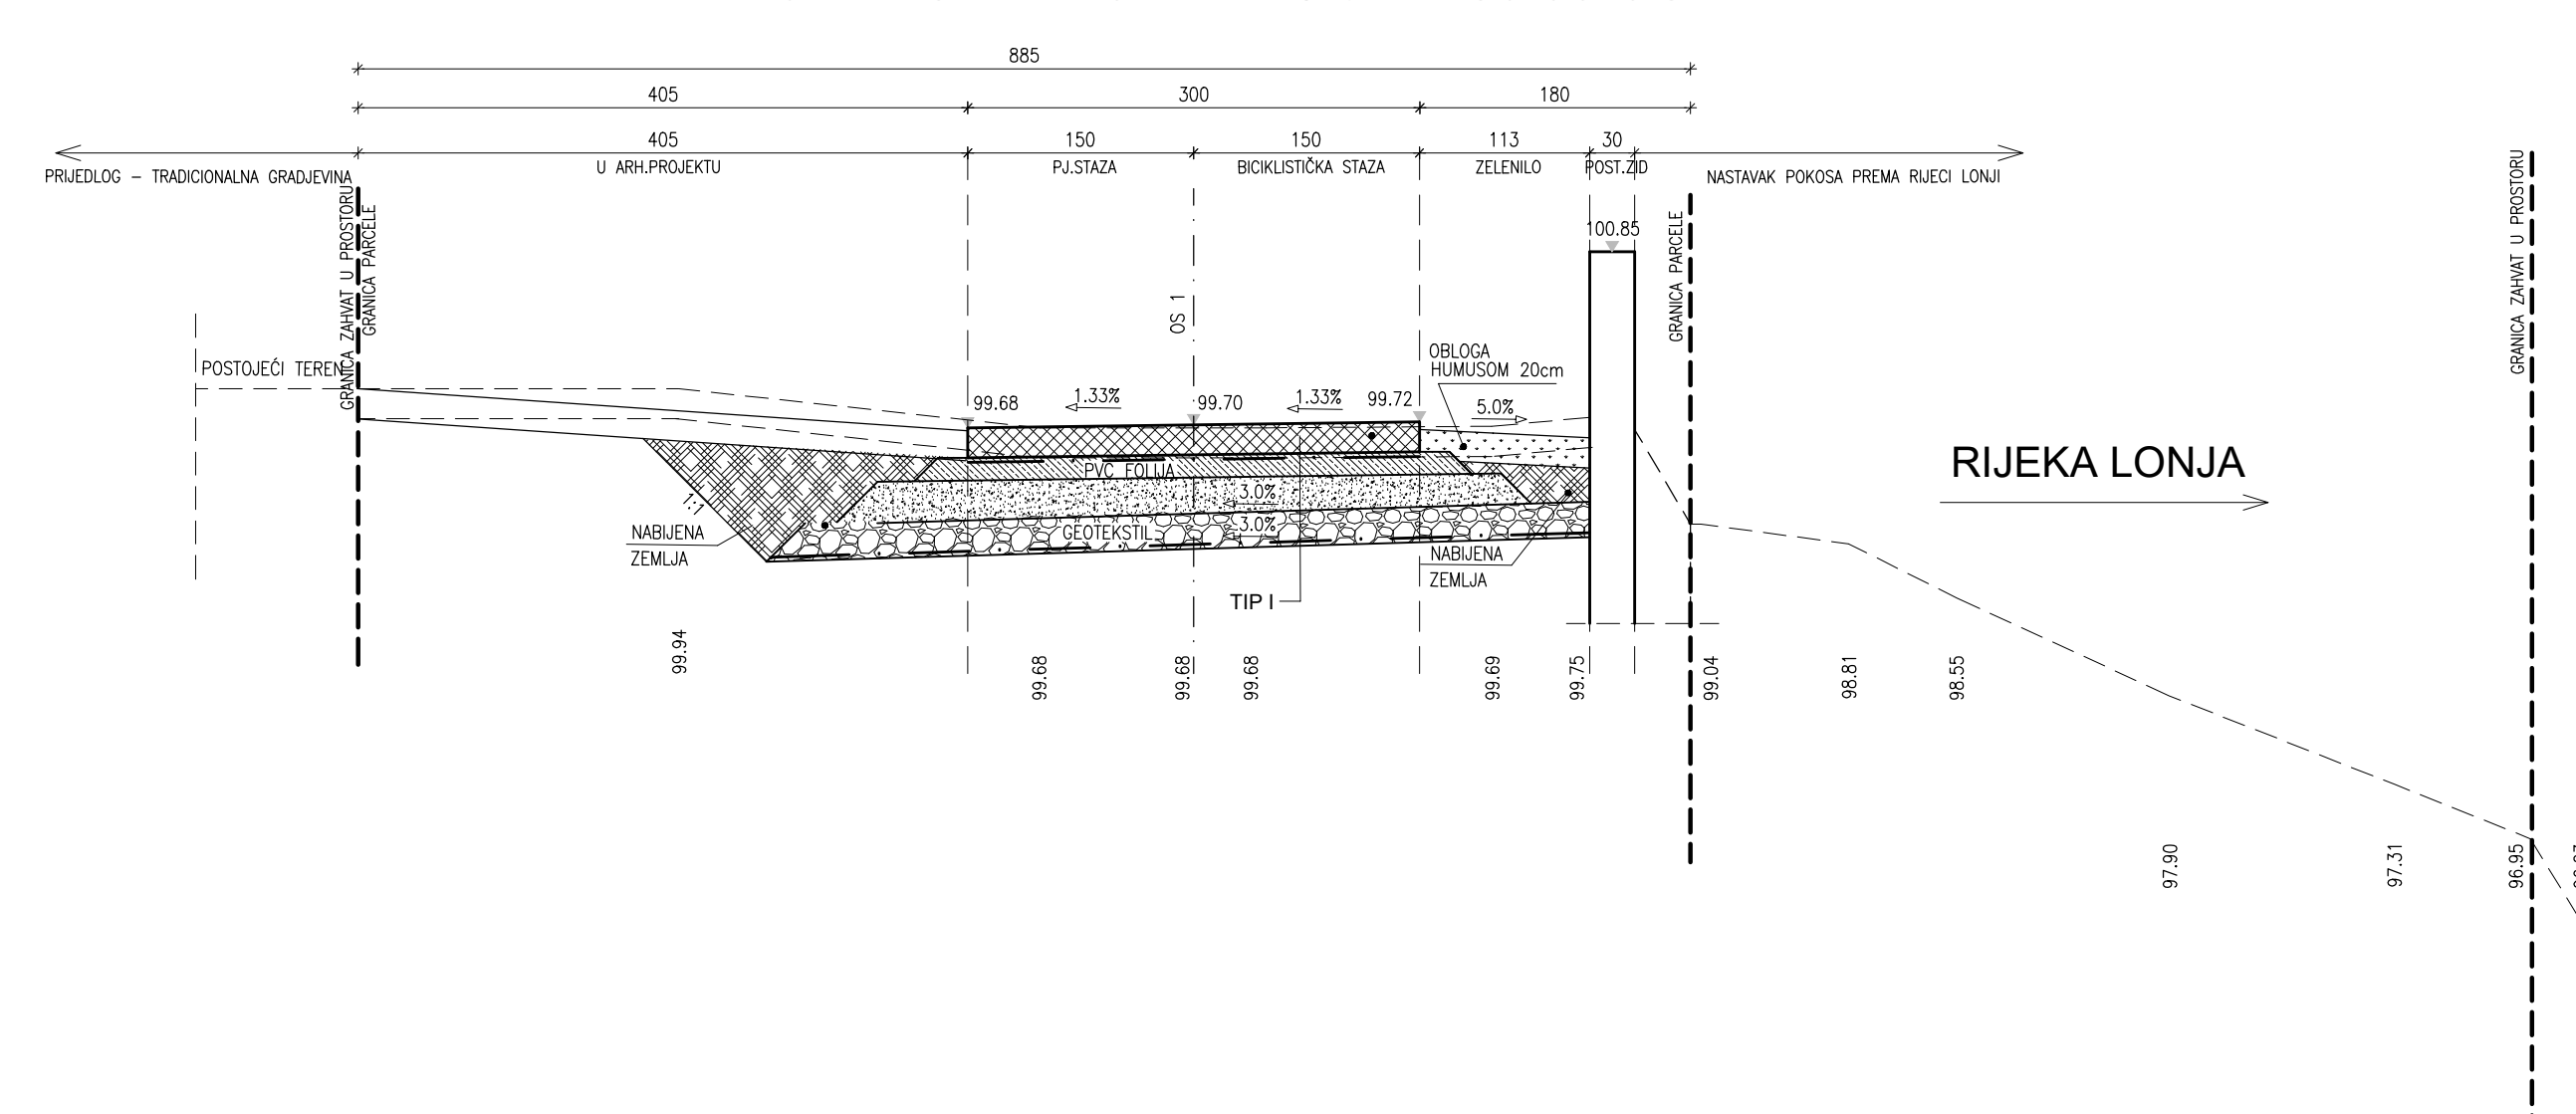 885
405 300 180
405 150 150 113 30
PRIJEDLOG – TRADICIONALNA GRADJEVINA
U ARH.PROJEKTU
PJ.STAZA
BICIKLISTIČKA STAZA
ZELENILO
POST.ZID
NASTAVAK POKOSA PREMA RIJECI LONJI
GRANICA ZAHVAT U PROSTORU
GRANICA PARCELE
GRANICA PARCELE
GRANICA ZAHVAT U PROSTORU
100.85
OS 1
POSTOJEĆI TEREN
OBLOGA
HUMUSOM 20cm
99.68
1.33%
99.70
1.33%
99.72
5.0%
RIJEKA LONJA
PVC FOLIJA
3.0%
1:1
GEOTEKSTIL
3.0%
NABIJENA
ZEMLJA
NABIJENA
ZEMLJA
TIP I
99.94
99.68
99.68
99.68
99.69
99.75
99.04
98.81
98.55
97.90
97.31
96.95